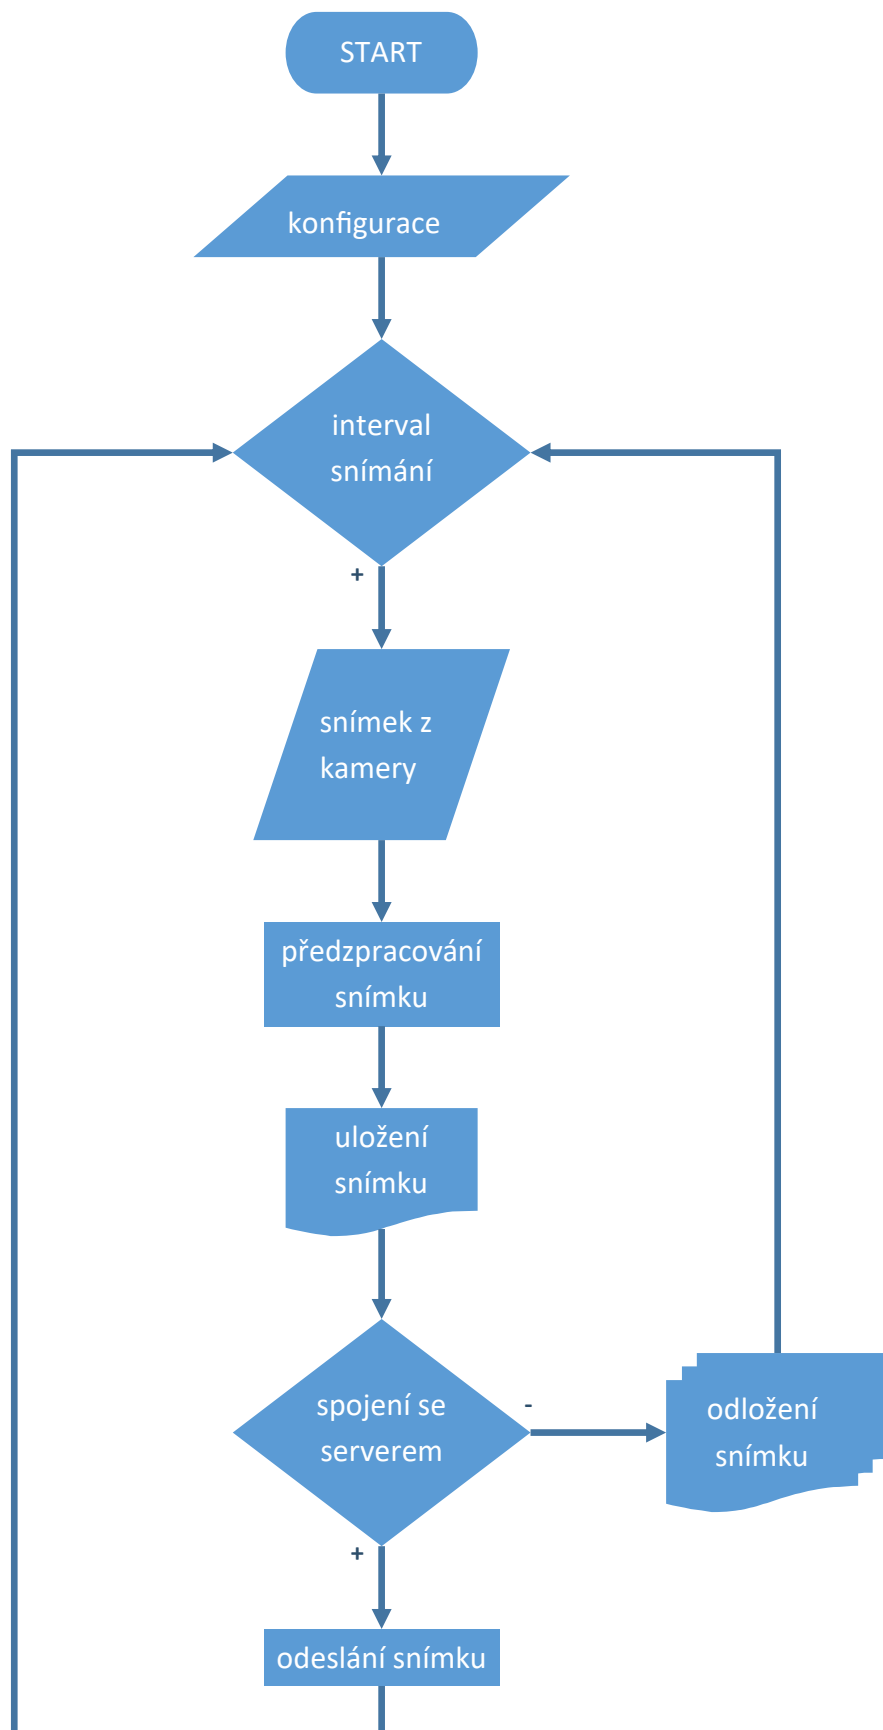 START
konfigurace
interval
snímání
+
snímek z
kamery
předzpracování
snímku
uložení
snímku
spojení se
serverem
-
odložení
snímku
+
odeslání snímku